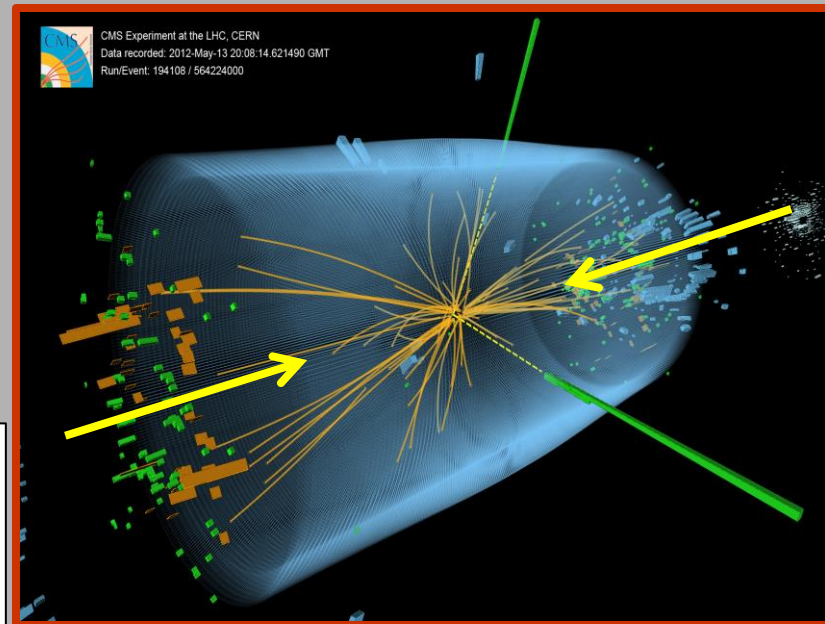 CMS
CMS Experiment at the LHC, CERN
Data recorded: 2012-May-13 20:08:14.621490 GMT
Run/Event: 194108 / 564224000